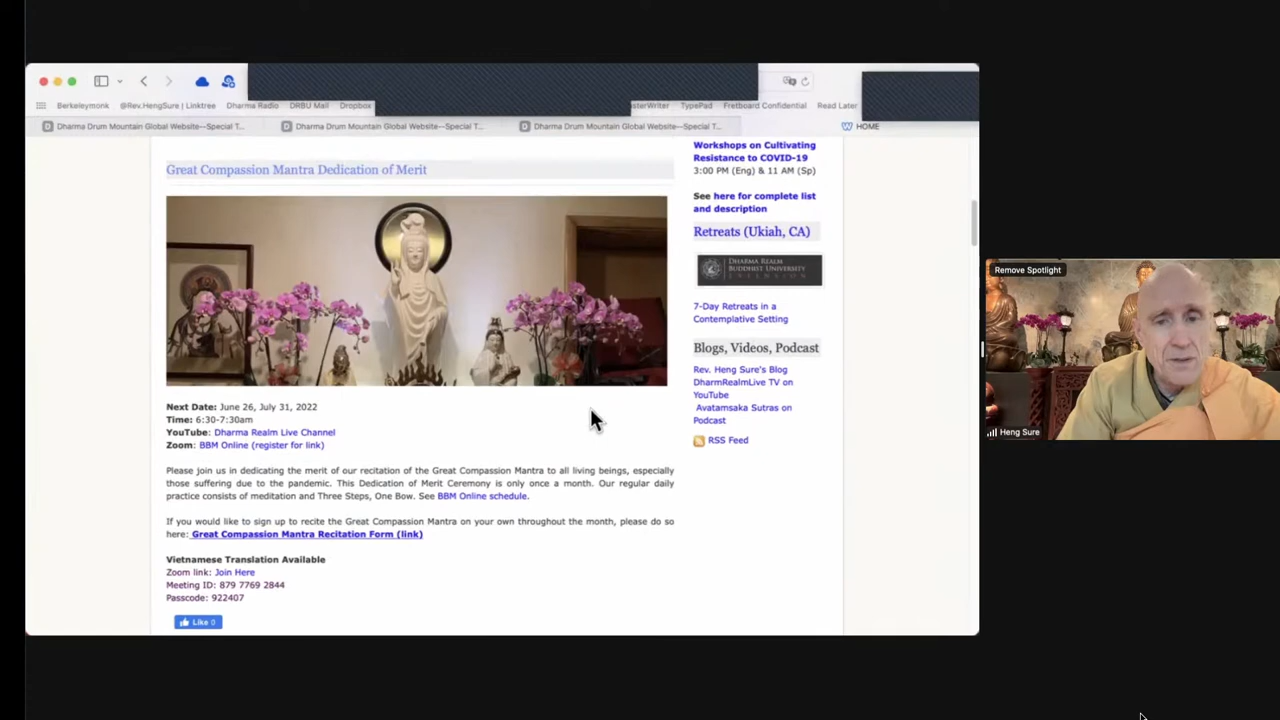 Berkeleymonk @Rev.HengSure | Linktree Dharma Radio DRBU Mail Dropbox TypePad Fretboard Confidential Read Later
Dharma Drum Mountain Global Website—Special T... Dharma Drum Mountain Global Website—Special T... Dharma Drum Mountain Global Website—Special T... HOME
Great Compassion Mantra Dedication of Merit
Next Date: June 26, July 31, 2022
Time: 6:30-7:30am
YouTube: Dharma Realm Live Channel
Zoom: BBM Online (register for link)
Please join us in dedicating the merit of our recitation of the Great Compassion Mantra to all living beings, especially
those suffering due to the pandemic. This Dedication of Merit Ceremony is only once a month. Our regular daily
practice consists of meditation and Three Steps, One Bow. See BBM Online schedule.
If you would like to sign up to recite the Great Compassion Mantra on your own throughout the month, please do so
here: Great Compassion Mantra Recitation Form (link)
Vietnamese Translation Available
Zoom link: Join Here
Meeting ID: 879 7769 2844
Passcode: 922407
Like 0
Workshops on Cultivating
Resistance to COVID-19
3:00 PM (Eng) & 11 AM (Sp)
See here for complete list
and description
Retreats (Ukiah, CA)
DHARMA REALM
BUDDHIST UNIVERSITY
EXTENSION
7-Day Retreats in a
Contemplative Setting
Blogs, Videos, Podcast
Rev. Heng Sure's Blog
DharmRealmLive TV on
YouTube
Avatamsaka Sutras on
Podcast
RSS Feed
Remove Spotlight
Heng Sure